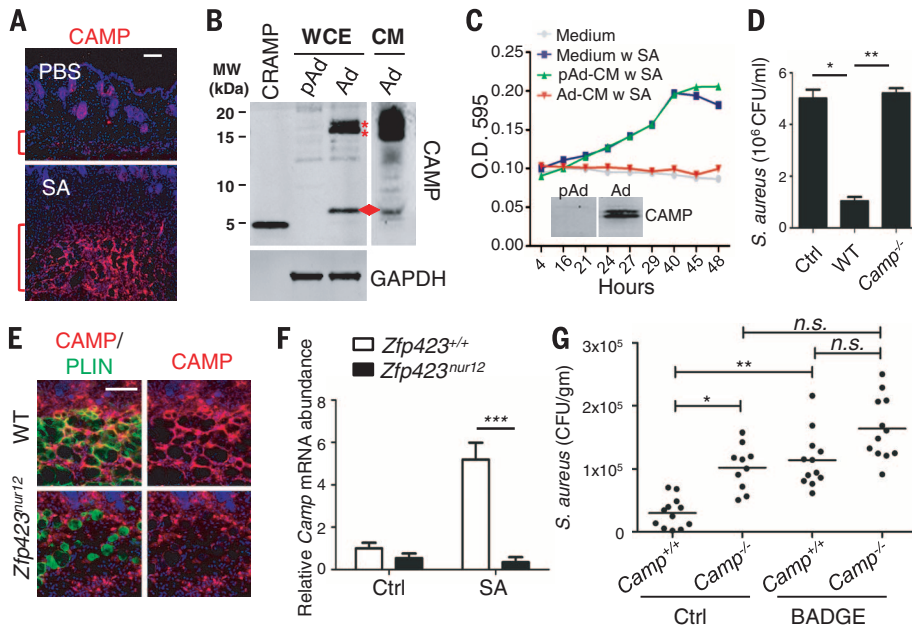 A
CAMP
PBS
SA
B
WCE
CM
MW
(kDa)
CRAMP
pAd
Ad
Ad
20
15
10
5
*
*
CAMP
GAPDH
C
Medium
Medium w SA
pAd-CM w SA
Ad-CM w SA
O.D. 595
0.25
0.20
0.15
0.10
0.05
0.00
pAd
Ad
CAMP
4 16 21 24 27 29 40 45 48
Hours
D
* **
S. aureus (10⁶ CFU/ml)
8
6
4
2
0
Ctrl
WT
Camp⁻/⁻
E
CAMP/
PLIN
CAMP
WT
Zfp423ⁿᵘʳ¹²
F
Zfp423⁺/⁺
Zfp423ⁿᵘʳ¹²
Relative Camp mRNA abundance
8
6
4
2
0
***
Ctrl
SA
G
n.s.
n.s.
**
*
S. aureus (CFU/gm)
3x10⁵
2x10⁵
1x10⁵
0
Camp⁺/⁺
Camp⁻/⁻
Camp⁺/⁺
Camp⁻/⁻
Ctrl
BADGE